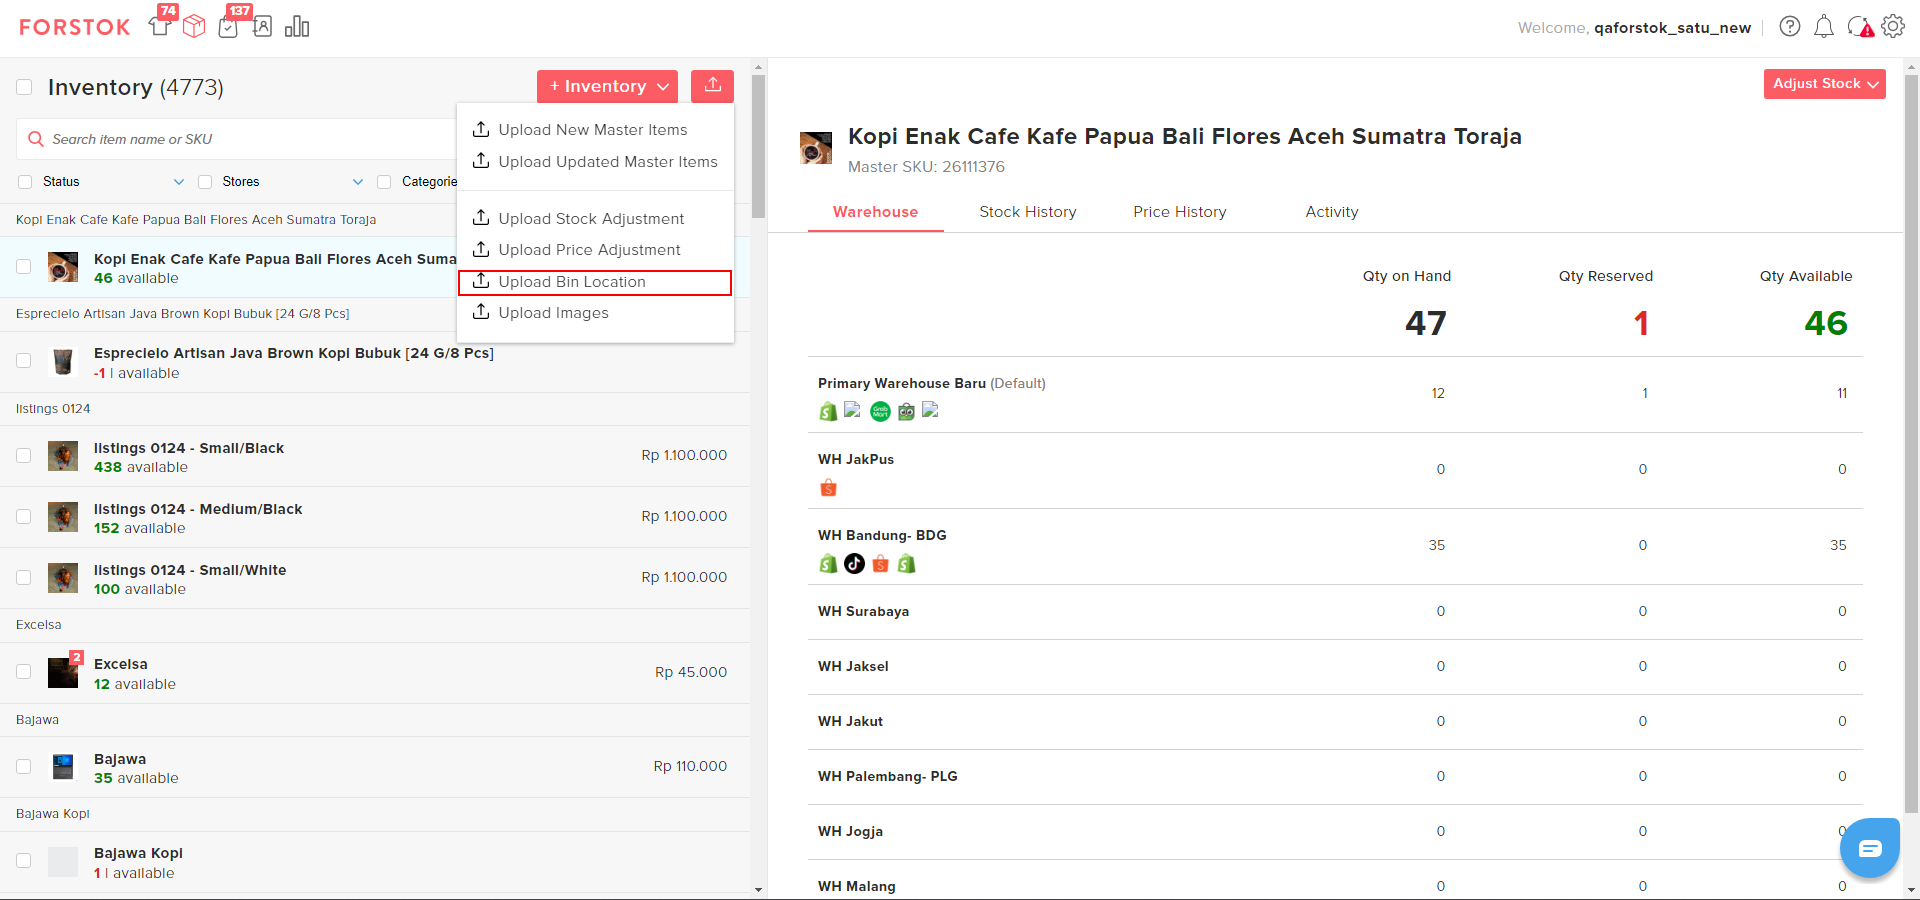 FORSTOK
74
137
Welcome, qaforstok_satu_new
Inventory (4773)
+ Inventory
Search item name or SKU
Status
Stores
Categorie
Upload New Master Items
Upload Updated Master Items
Upload Stock Adjustment
Upload Price Adjustment
Upload Bin Location
Upload Images
Kopi Enak Cafe Kafe Papua Bali Flores Aceh Sumatra Toraja
Kopi Enak Cafe Kafe Papua Bali Flores Aceh Suma
46 available
Esprecielo Artisan Java Brown Kopi Bubuk [24 G/8 Pcs]
Esprecielo Artisan Java Brown Kopi Bubuk [24 G/8 Pcs]
-1 | available
listings 0124
listings 0124 - Small/Black
438 available
Rp 1.100.000
listings 0124 - Medium/Black
152 available
Rp 1.100.000
listings 0124 - Small/White
100 available
Rp 1.100.000
Excelsa
2
Excelsa
12 available
Rp 45.000
Bajawa
Bajawa
35 available
Rp 110.000
Bajawa Kopi
Bajawa Kopi
1 | available
Adjust Stock
Kopi Enak Cafe Kafe Papua Bali Flores Aceh Sumatra Toraja
Master SKU: 26111376
Warehouse Stock History Price History Activity
Qty on Hand Qty Reserved Qty Available
47 1 46
Primary Warehouse Baru (Default) 12 1 11
Grab Mart
WH JakPus 0 0 0
WH Bandung- BDG 35 0 35
WH Surabaya 0 0 0
WH Jaksel 0 0 0
WH Jakut 0 0 0
WH Palembang- PLG 0 0 0
WH Jogja 0 0 0
WH Malang 0 0 0